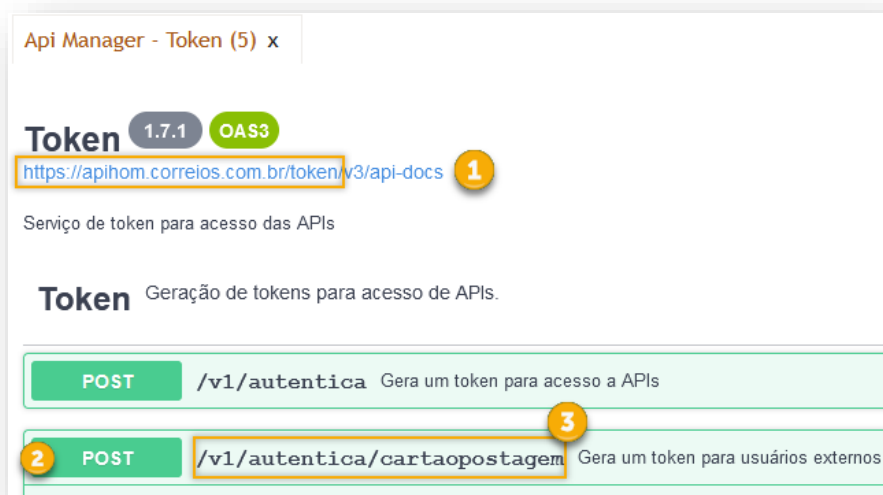 Api Manager - Token (5) x
Token 1.7.1 OAS3
https://apihom.correios.com.br/token/v3/api-docs 1
Serviço de token para acesso das APIs
Token Geração de tokens para acesso de APIs.
POST /v1/autentica Gera um token para acesso a APIs
3
2 POST /v1/autentica/cartaopostagem Gera um token para usuários externos